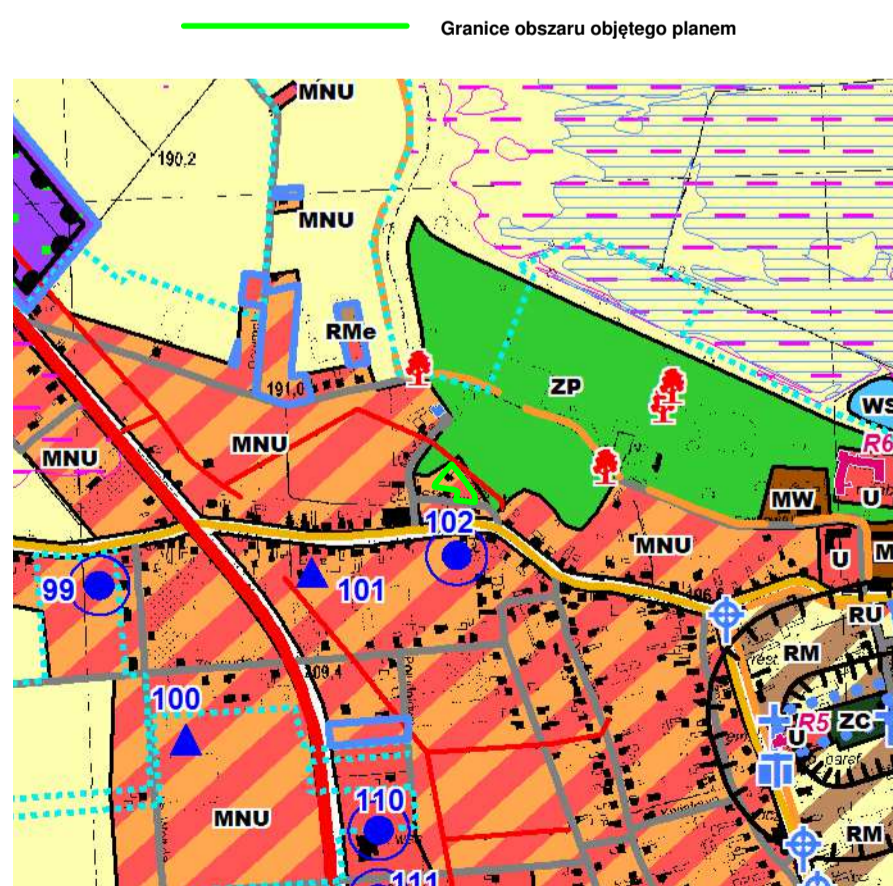 Granice obszaru objętego planem
MNU
190,2
MNU
RMe
191,0
ZP
WS
R6
MNU
MNU
MW
U
102
MNU
U
M
99
101
RU
RM
100
R5
ZC
U
MNU
110
RM
111